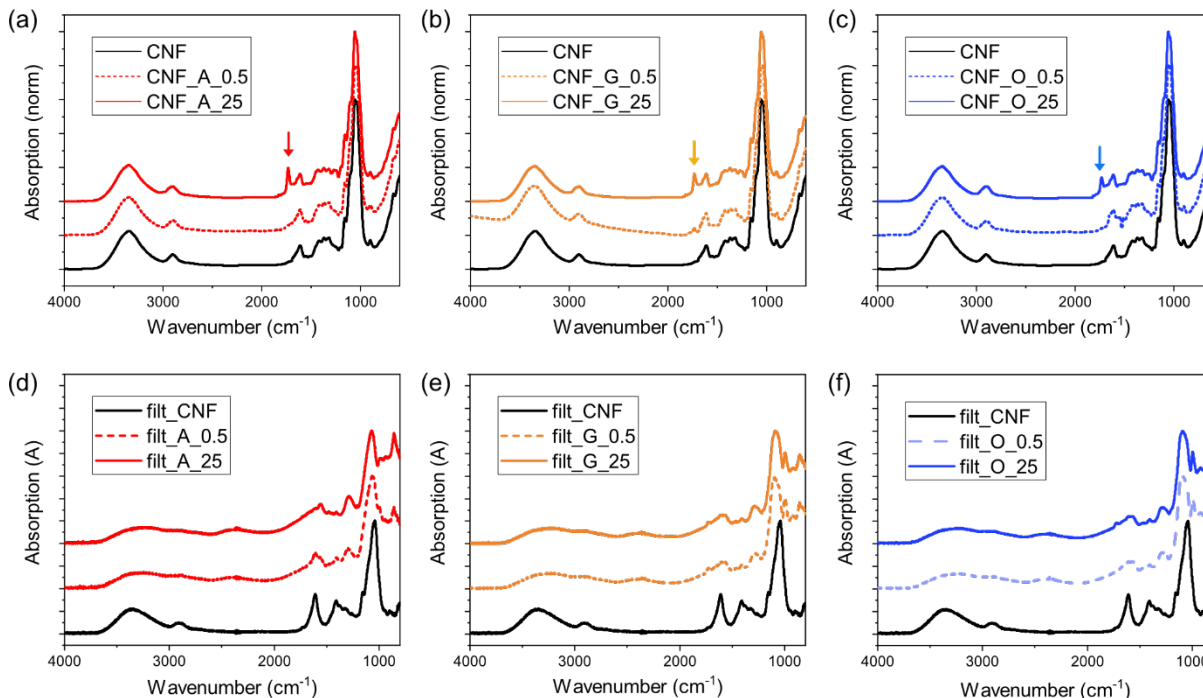 (a)
Absorption (norm)
CNF
CNF_A_0.5
CNF_A_25
4000 3000 2000 1000
Wavenumber (cm⁻¹)
(b)
Absorption (norm)
CNF
CNF_G_0.5
CNF_G_25
4000 3000 2000 1000
Wavenumber (cm⁻¹)
(c)
Absorption (norm)
CNF
CNF_O_0.5
CNF_O_25
4000 3000 2000 1000
Wavenumber (cm⁻¹)
(d)
Absorption (A)
filt_CNF
filt_A_0.5
filt_A_25
4000 3000 2000 1000
Wavenumber (cm⁻¹)
(e)
Absorption (A)
filt_CNF
filt_G_0.5
filt_G_25
4000 3000 2000 1000
Wavenumber (cm⁻¹)
(f)
Absorption (A)
filt_CNF
filt_O_0.5
filt_O_25
4000 3000 2000 1000
Wavenumber (cm⁻¹)